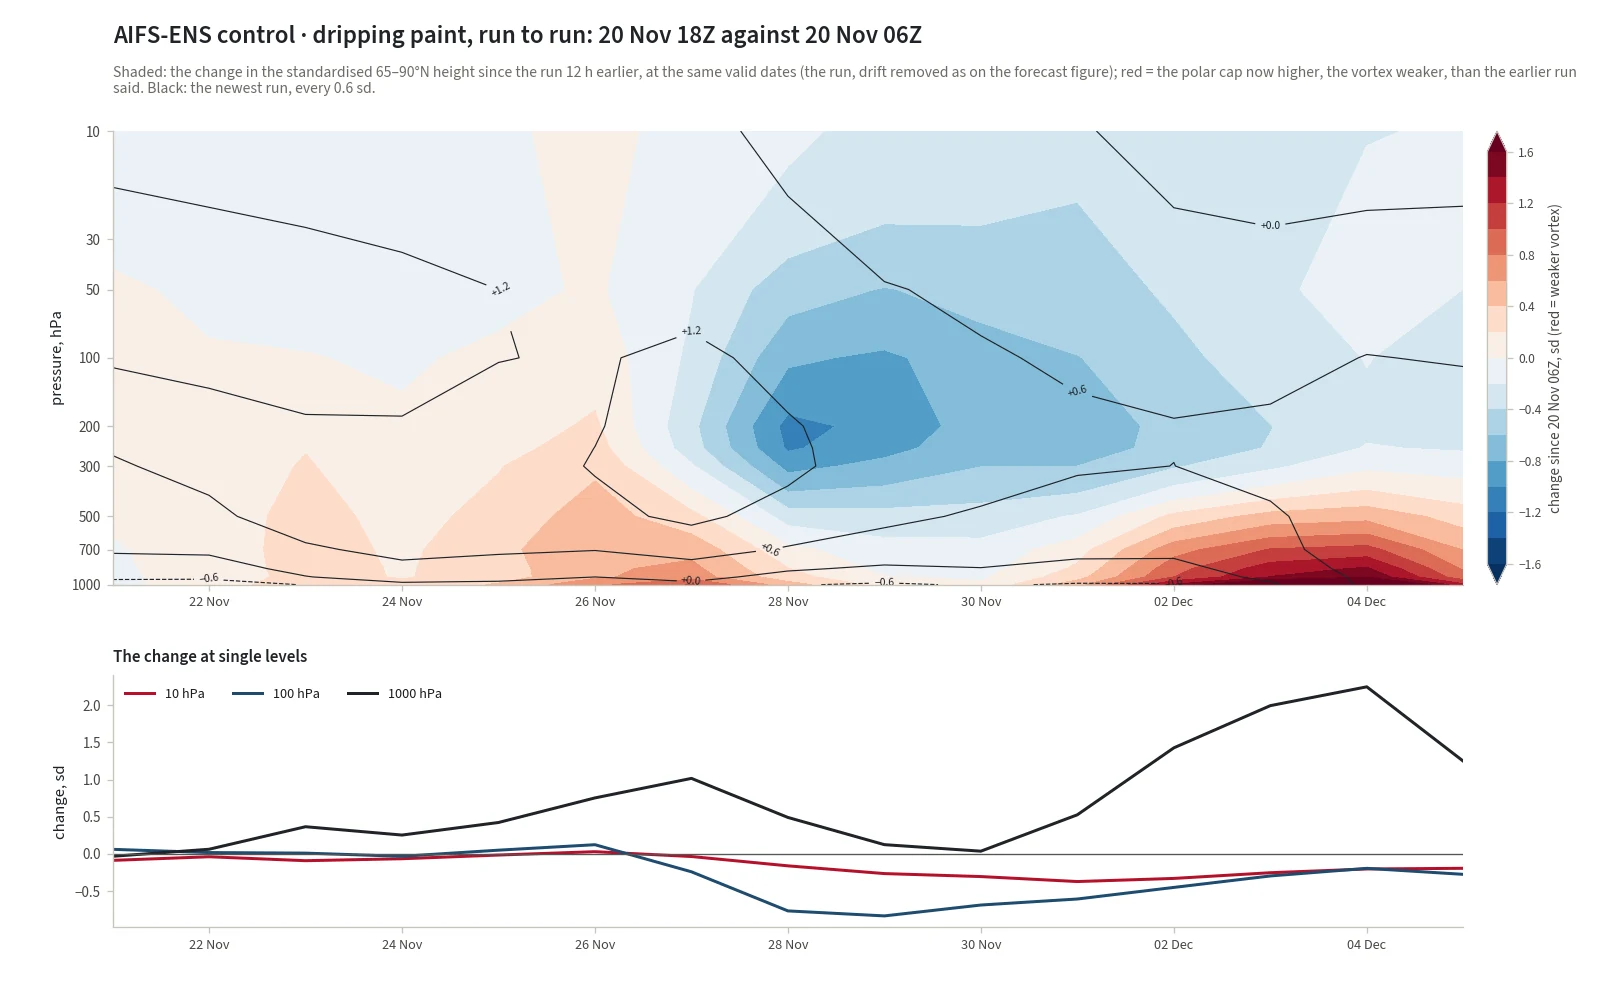 AIFS-ENS control · dripping paint, run to run: 20 Nov 18Z against 20 Nov 06Z
Shaded: the change in the standardised 65–90°N height since the run 12 h earlier, at the same valid dates (the run, drift removed as on the forecast figure); red = the polar cap now higher, the vortex weaker, than the earlier run
said. Black: the newest run, every 0.6 sd.
pressure, hPa
10
30
50
100
200
300
500
700
1000
+1.2
+1.2
+0.0
+0.6
+0.6
−0.6
+0.0
−0.6
22 Nov
24 Nov
26 Nov
28 Nov
30 Nov
02 Dec
04 Dec
1.6
1.2
0.8
0.4
0.0
−0.4
−0.8
−1.2
−1.6
change since 20 Nov 06Z, sd (red = weaker vortex)
The change at single levels
10 hPa
100 hPa
1000 hPa
change, sd
2.0
1.5
1.0
0.5
0.0
−0.5
22 Nov
24 Nov
26 Nov
28 Nov
30 Nov
02 Dec
04 Dec